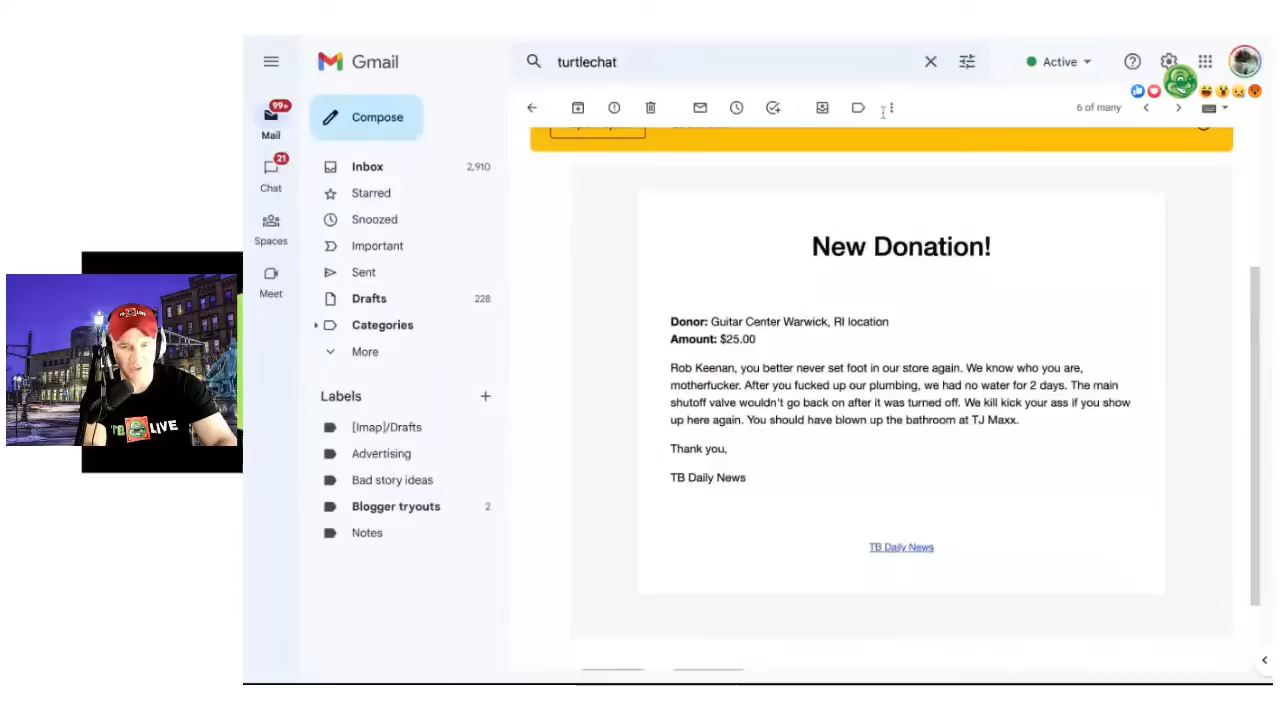 Gmail
turtlechat
Active
99+
Mail
Compose
6 of many
21
Chat
Inbox 2,910
Starred
Snoozed
Spaces
Important
Sent
Meet
Drafts 228
Categories
More
Labels
[Imap]/Drafts
Advertising
Bad story ideas
Blogger tryouts 2
Notes
New Donation!
Donor: Guitar Center Warwick, RI location
Amount: $25.00
Rob Keenan, you better never set foot in our store again. We know who you are,
motherfucker. After you fucked up our plumbing, we had no water for 2 days. The main
shutoff valve wouldn't go back on after it was turned off. We kill kick your ass if you show
up here again. You should have blown up the bathroom at TJ Maxx.
Thank you,
TB Daily News
TB Daily News
TB LIVE
TB LIVE